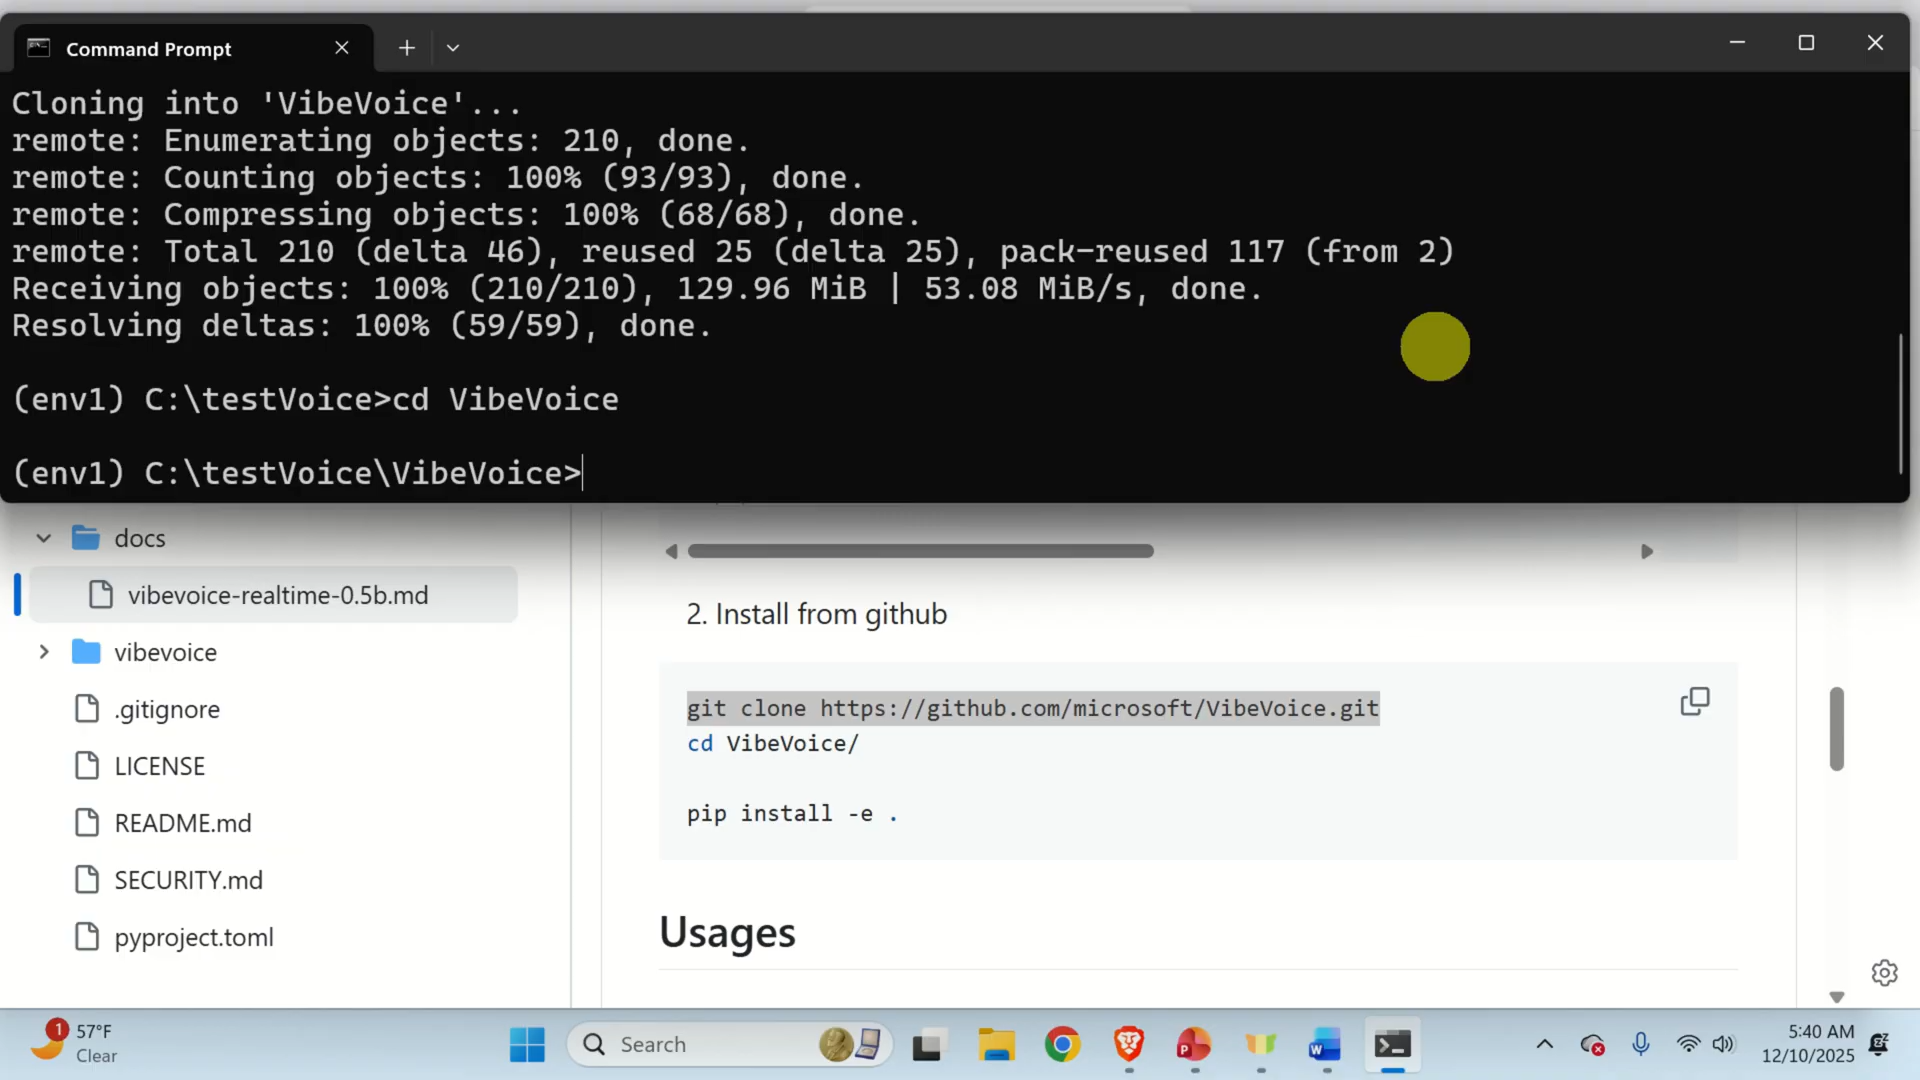 Command Prompt
Cloning into 'VibeVoice'...
remote: Enumerating objects: 210, done.
remote: Counting objects: 100% (93/93), done.
remote: Compressing objects: 100% (68/68), done.
remote: Total 210 (delta 46), reused 25 (delta 25), pack-reused 117 (from 2)
Receiving objects: 100% (210/210), 129.96 MiB | 53.08 MiB/s, done.
Resolving deltas: 100% (59/59), done.
(env1) C:\testVoice>cd VibeVoice
(env1) C:\testVoice\VibeVoice>
docs
vibevoice-realtime-0.5b.md
vibevoice
.gitignore
LICENSE
README.md
SECURITY.md
pyproject.toml
2. Install from github
git clone https://github.com/microsoft/VibeVoice.git
cd VibeVoice/
pip install -e .
Usages
1
57°F
Clear
Search
5:40 AM
12/10/2025